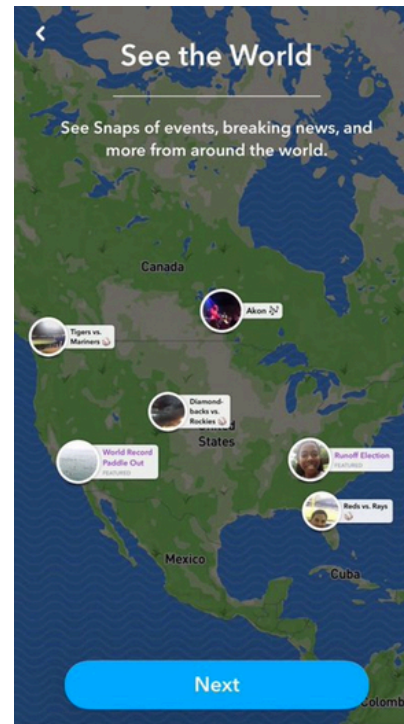 See the World
See Snaps of events, breaking news, and
more from around the world.
Canada
Akon 🎶
Tigers vs.
Mariners ⚾
Diamond-
backs vs.
Rockies ⚾
United
States
World Record
Paddle Out
FEATURED
Runoff Election
FEATURED
Reds vs. Rays
⚾
Mexico
Cuba
Next
Colomb